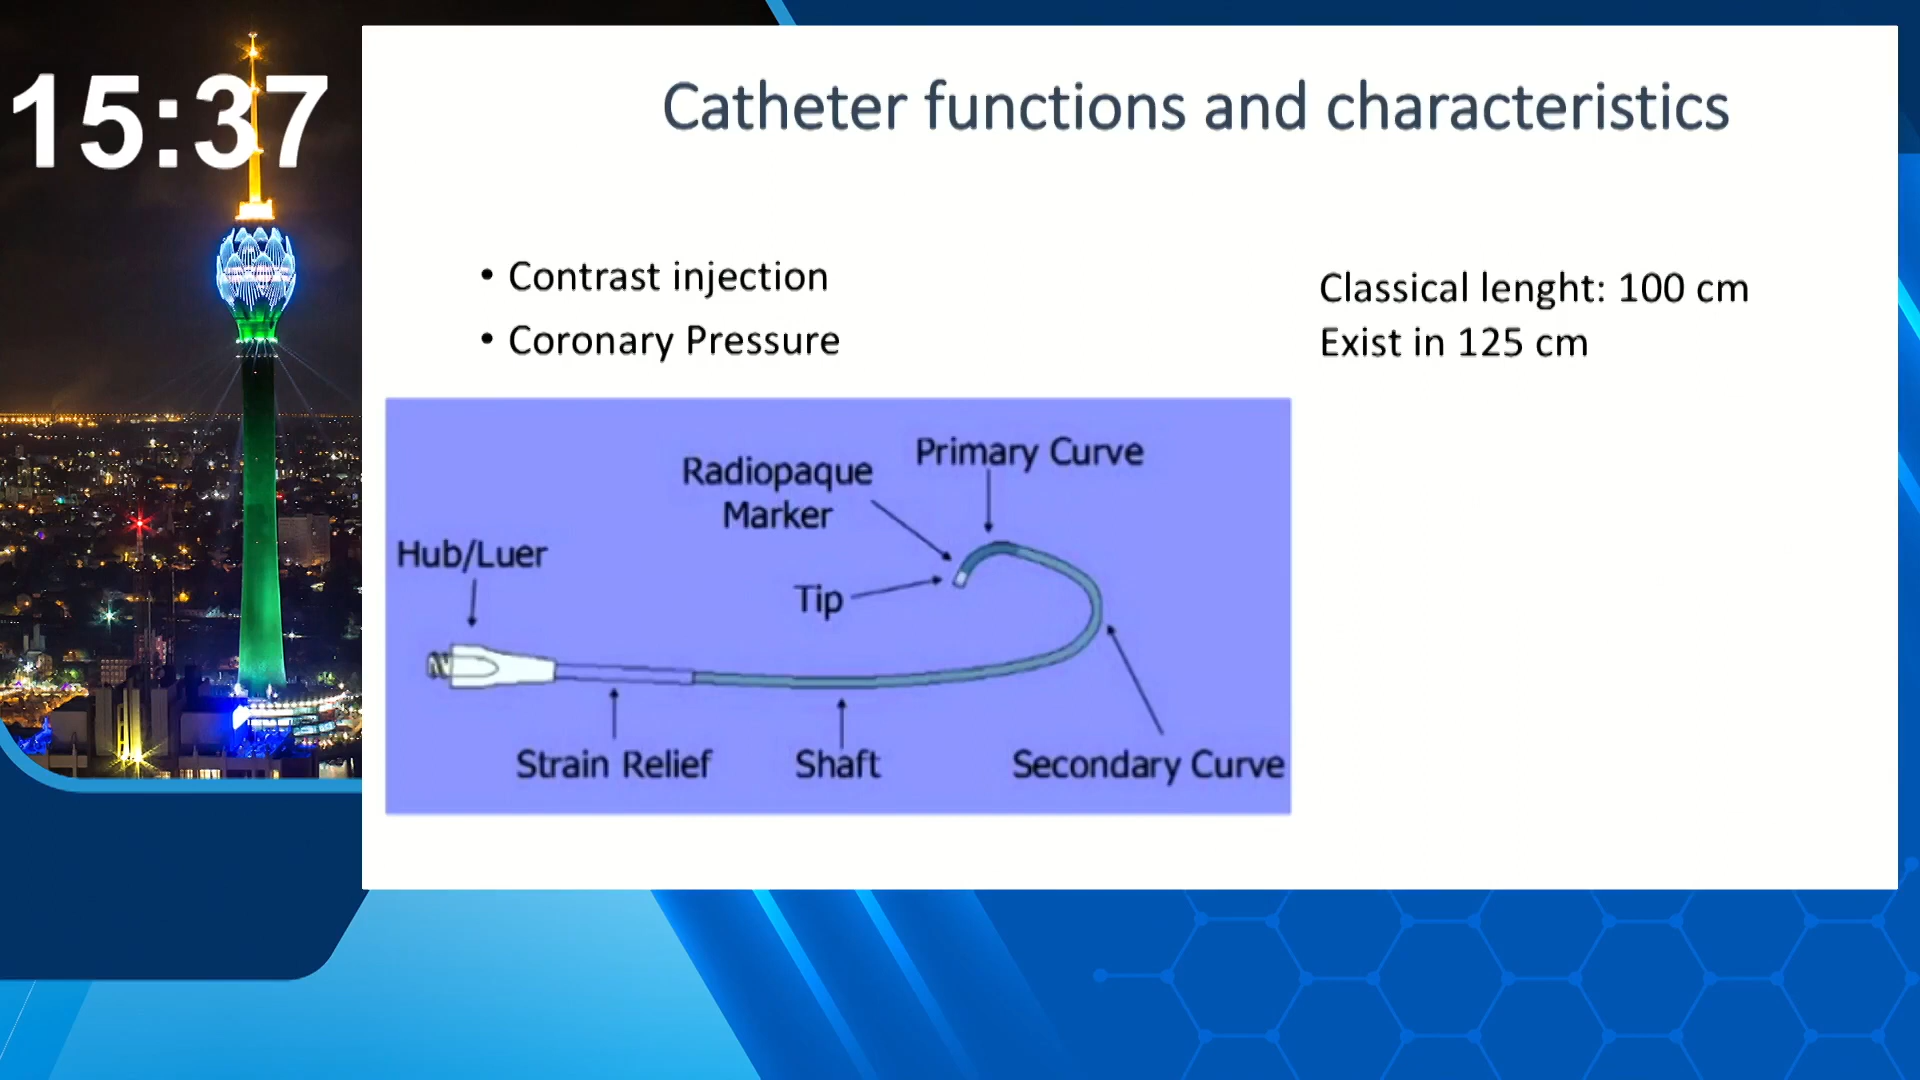 15:37
Catheter functions and characteristics
• Contrast injection
• Coronary Pressure
Classical lenght: 100 cm
Exist in 125 cm
Primary Curve
Radiopaque
Marker
Hub/Luer
Tip
Strain Relief
Shaft
Secondary Curve